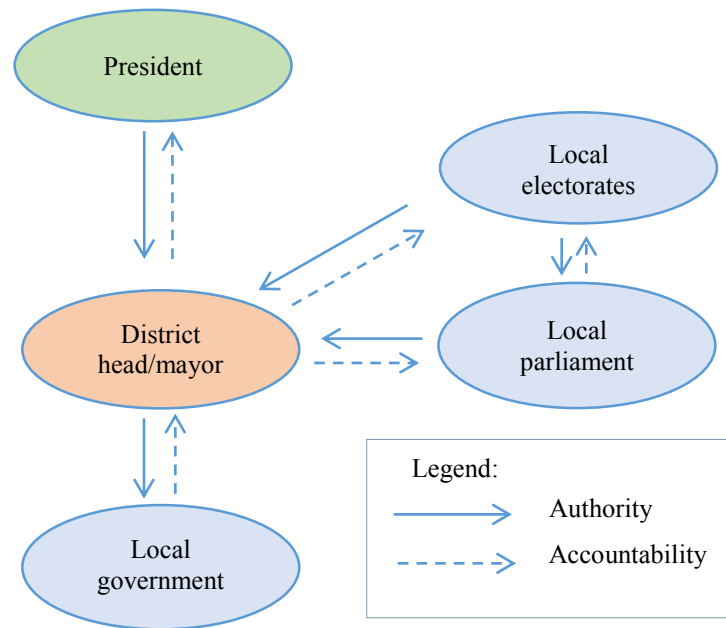 President
Local
electorates
District
head/mayor
Local
parliament
Legend:
Authority
Accountability
Local
government